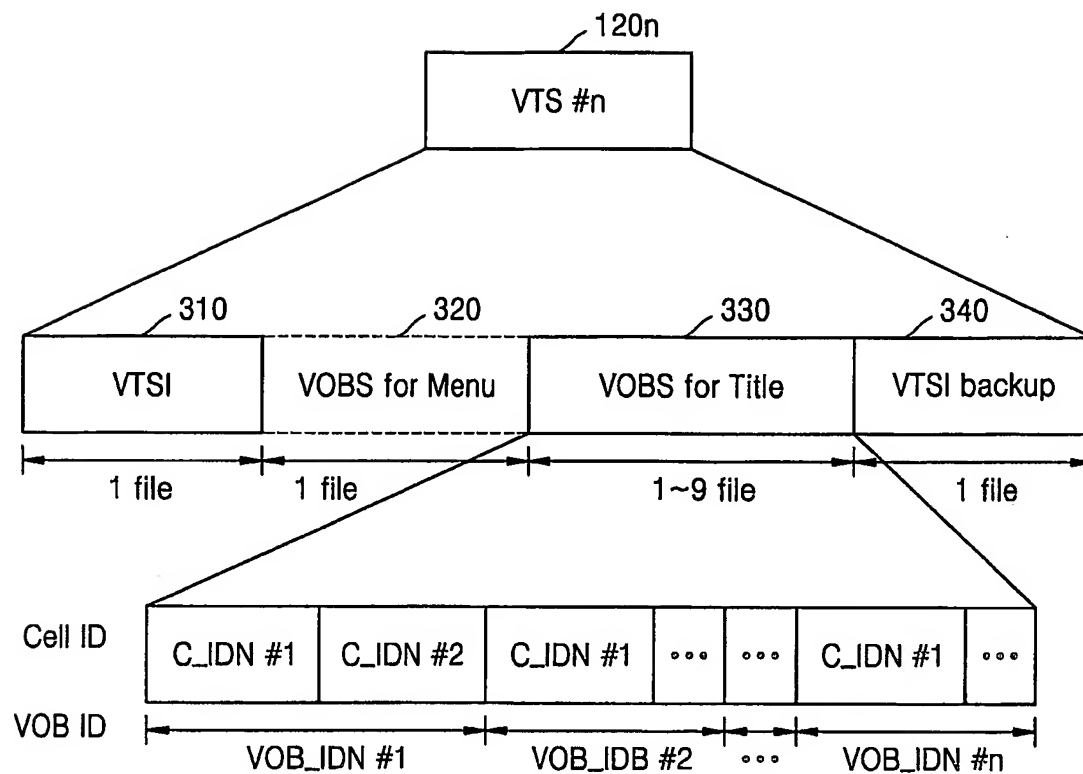 120n
VTS #n
310 320 330 340
VTSI VOBS for Menu VOBS for Title VTSI backup
1 file 1 file 1~9 file 1 file
Cell ID C_IDN #1 C_IDN #2 C_IDN #1 ∘∘∘ ∘∘∘ C_IDN #1 ∘∘∘
VOB ID
VOB_IDN #1 VOB_IDB #2 ∘∘∘ VOB_IDN #n